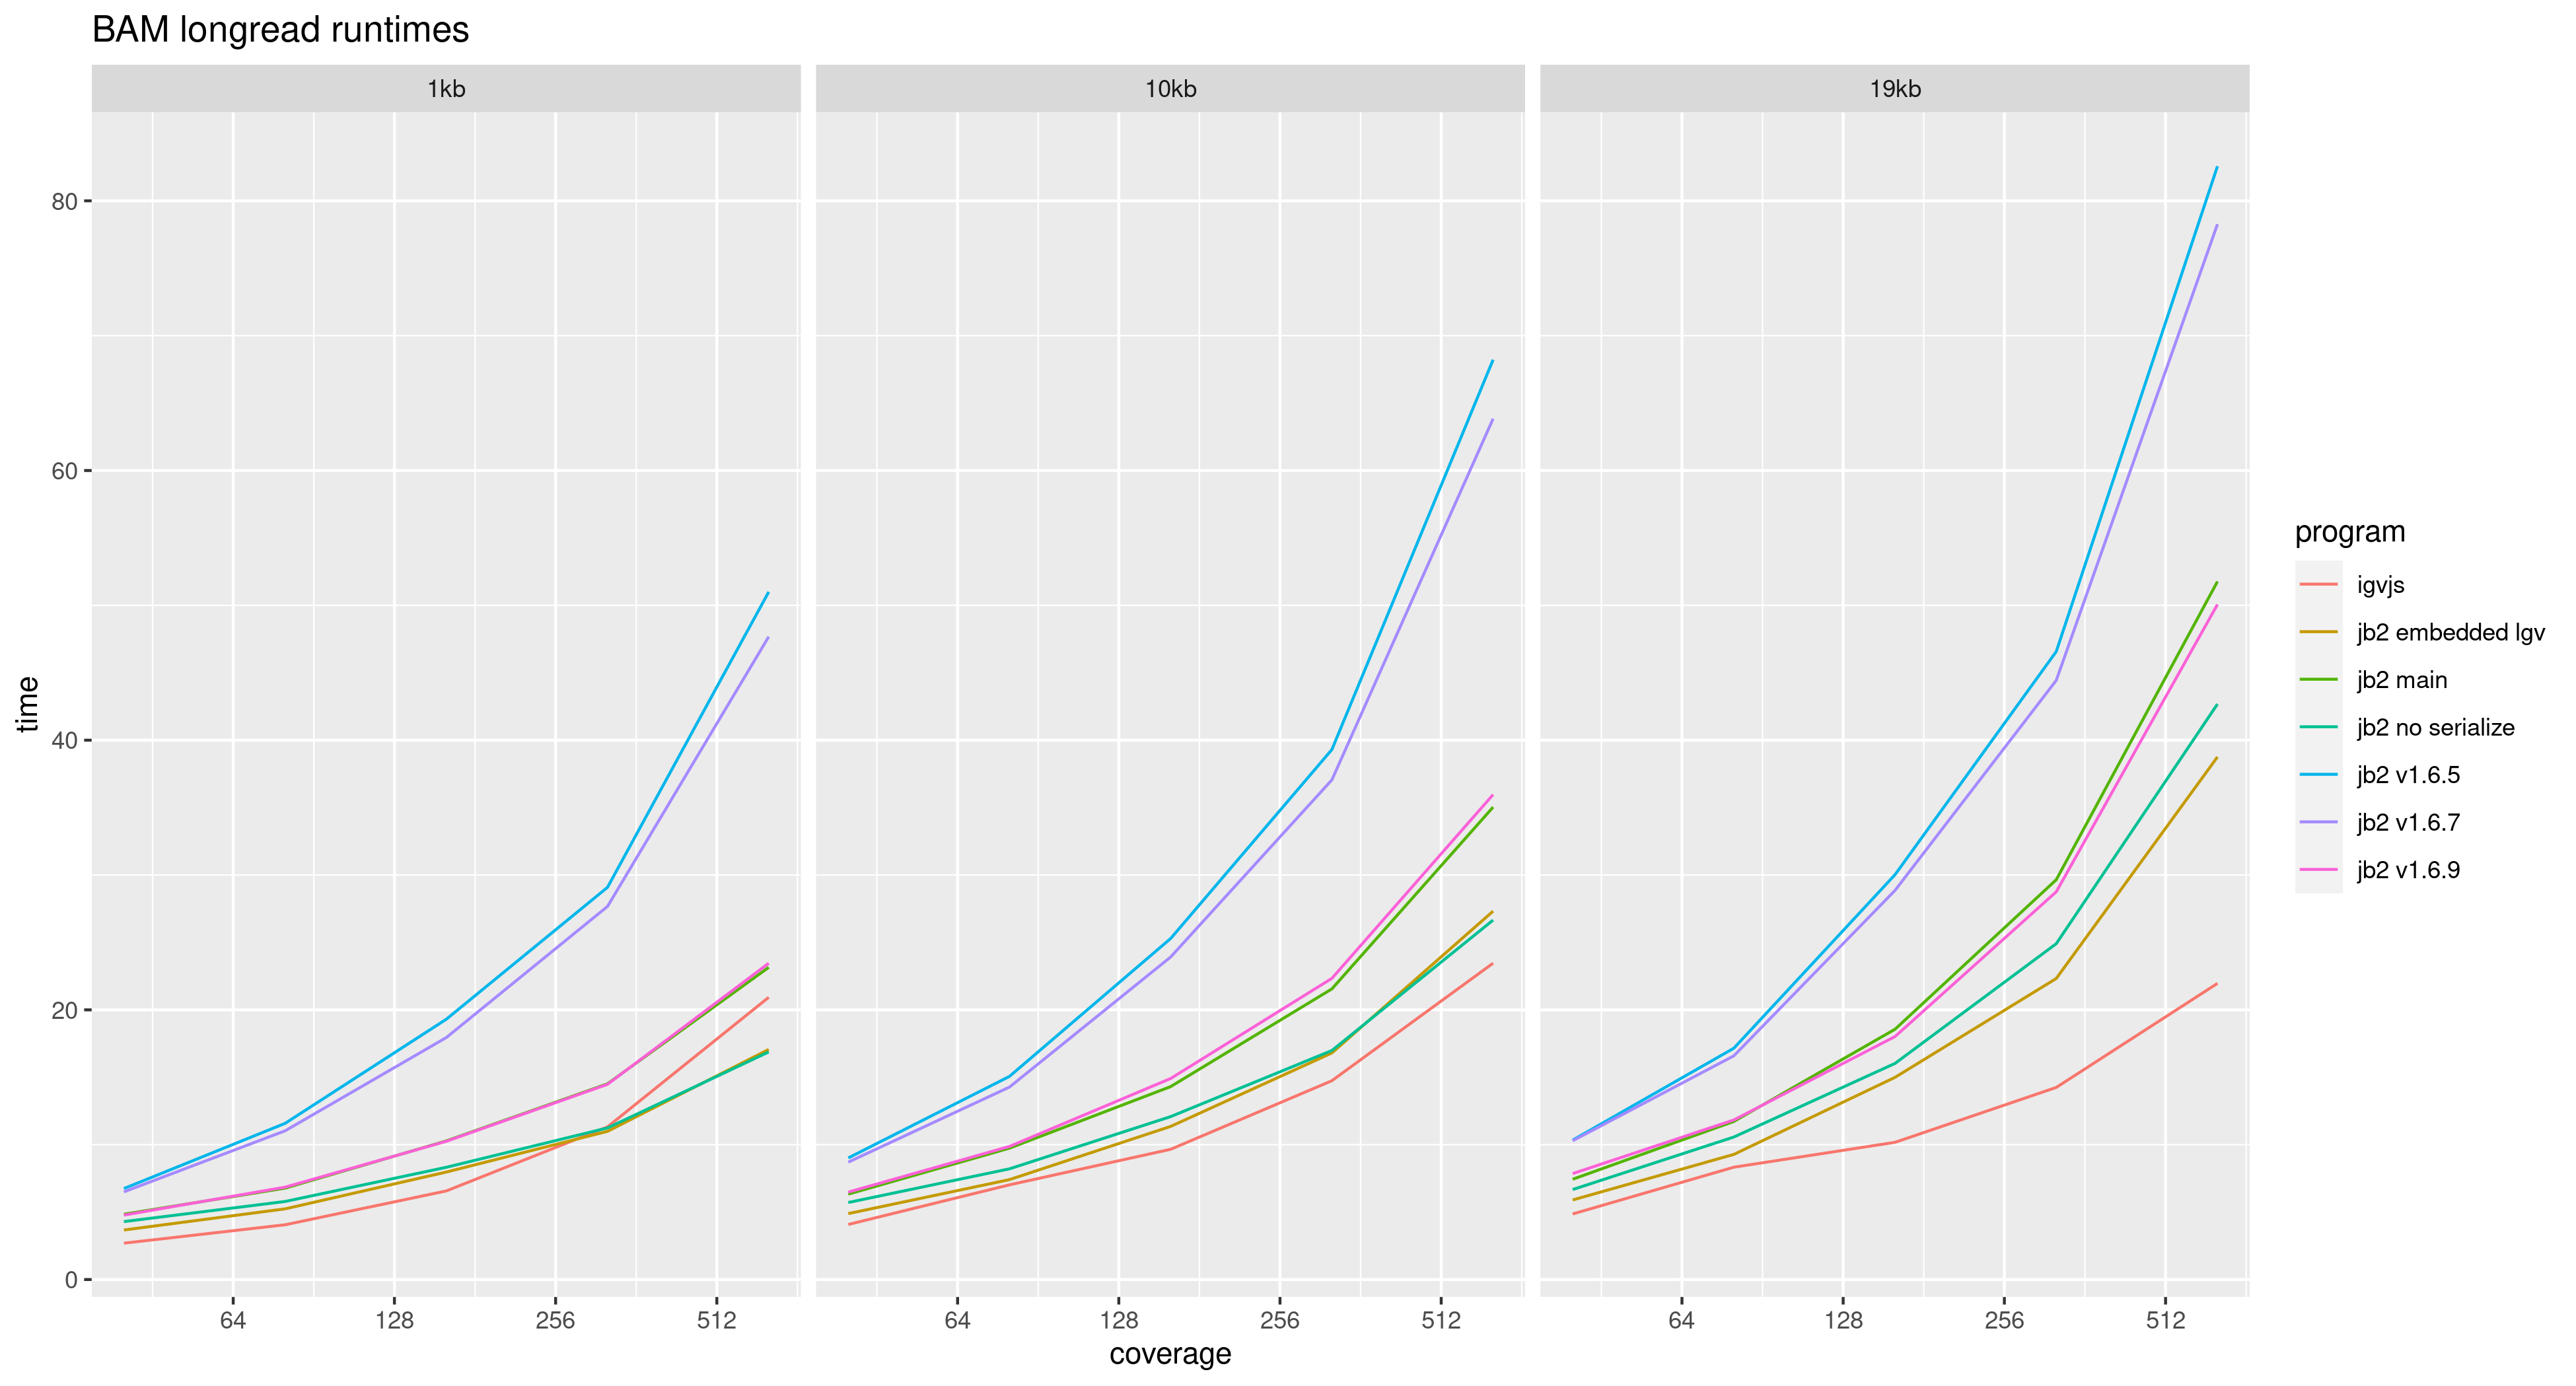 BAM longread runtimes
1kb 10kb 19kb
80
60
40
20
0
time
64 128 256 512 64 128 256 512 64 128 256 512
coverage
program
igvjs
jb2 embedded lgv
jb2 main
jb2 no serialize
jb2 v1.6.5
jb2 v1.6.7
jb2 v1.6.9